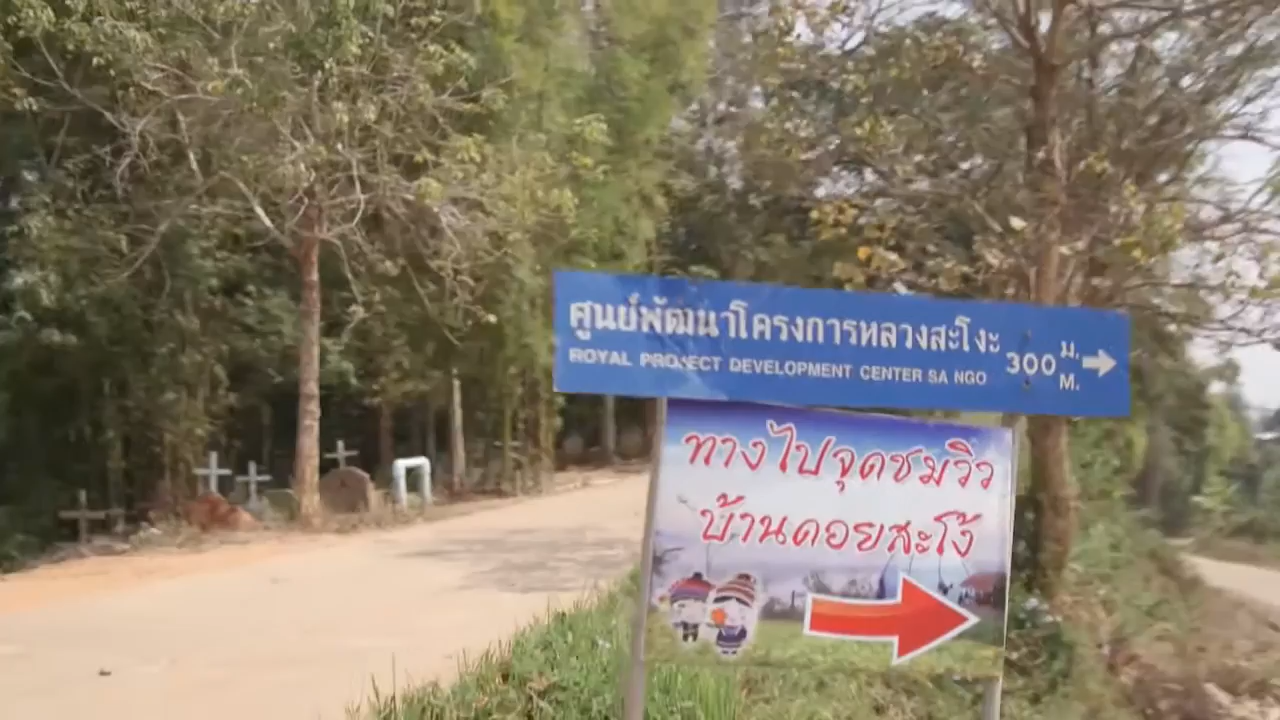 ศูนย์พัฒนาโครงการหลวงสะโงะ 300 ม. M.
ROYAL PROJECT DEVELOPMENT CENTER SA NGO
ทางไปจุดชมวิว
บ้านดอยสะโง้